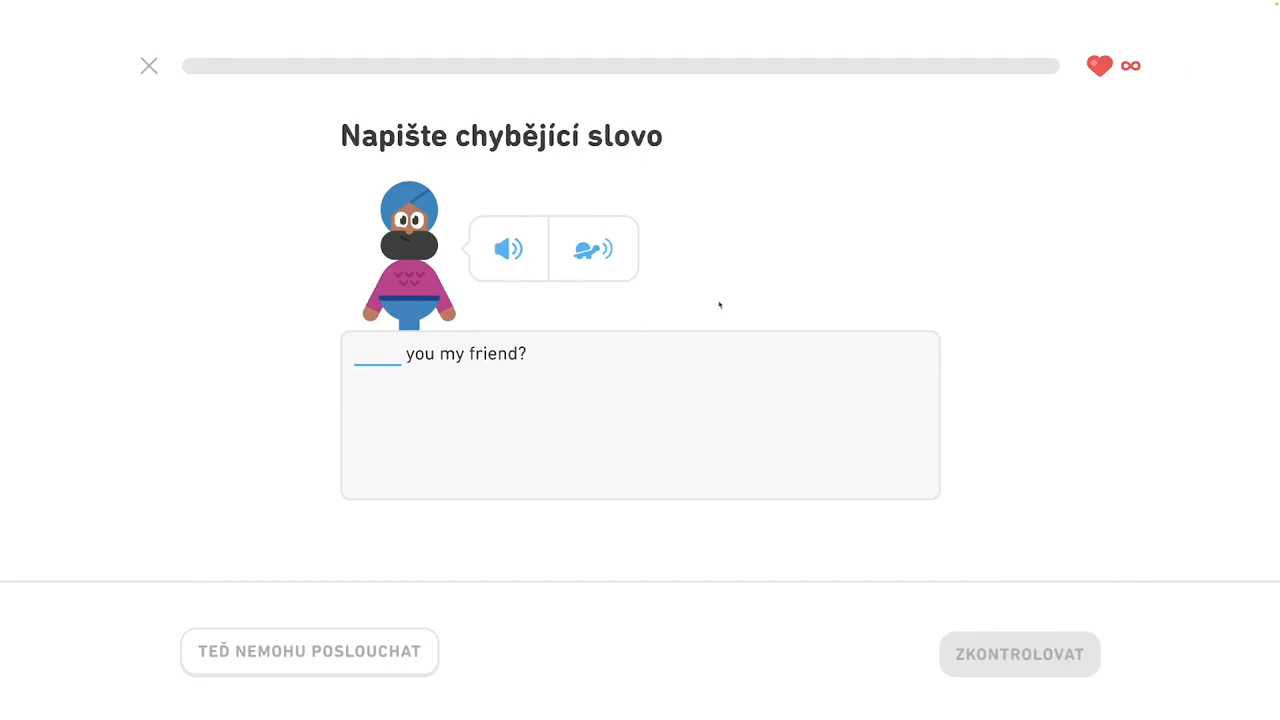 ∞
Napište chybějící slovo
_____ you my friend?
TEĎ NEMOHU POSLOUCHAT
ZKONTROLOVAT